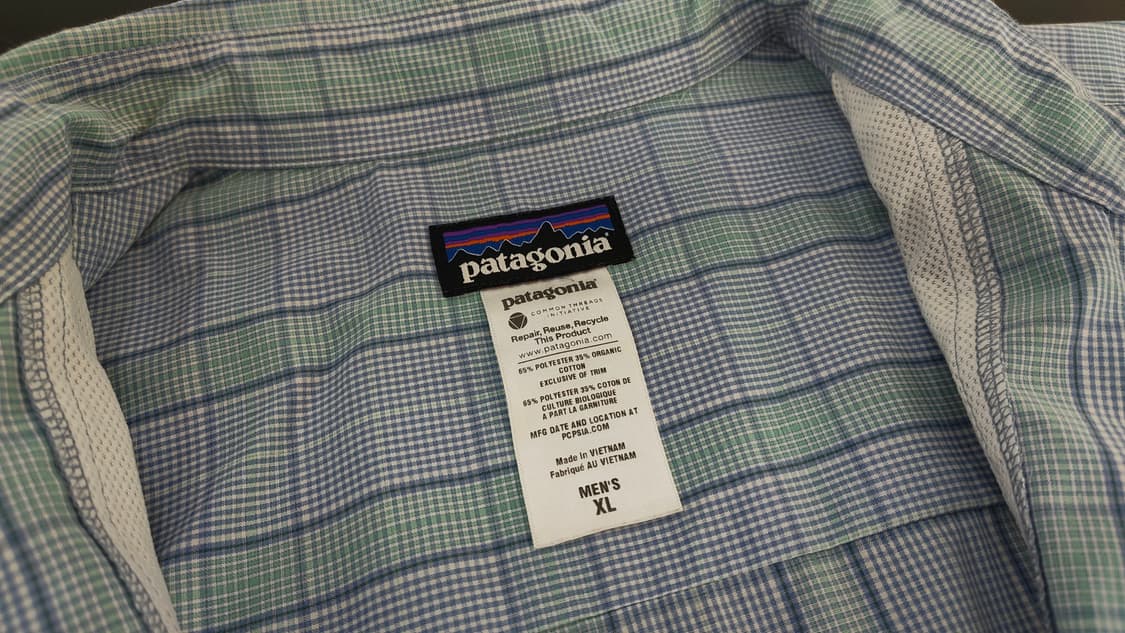 patagonia®
patagonia®
COMMON THREADS
INITIATIVE
Repair, Reuse, Recycle
This Product
www.patagonia.com
65% POLYESTER 35% ORGANIC
COTTON
EXCLUSIVE OF TRIM
65% POLYESTER 35% COTON DE
CULTURE BIOLOGIQUE
A PART LA GARNITURE
MFG DATE AND LOCATION AT
PCPSIA.COM
Made in VIETNAM
Fabriqué AU VIETNAM
MEN'S
XL